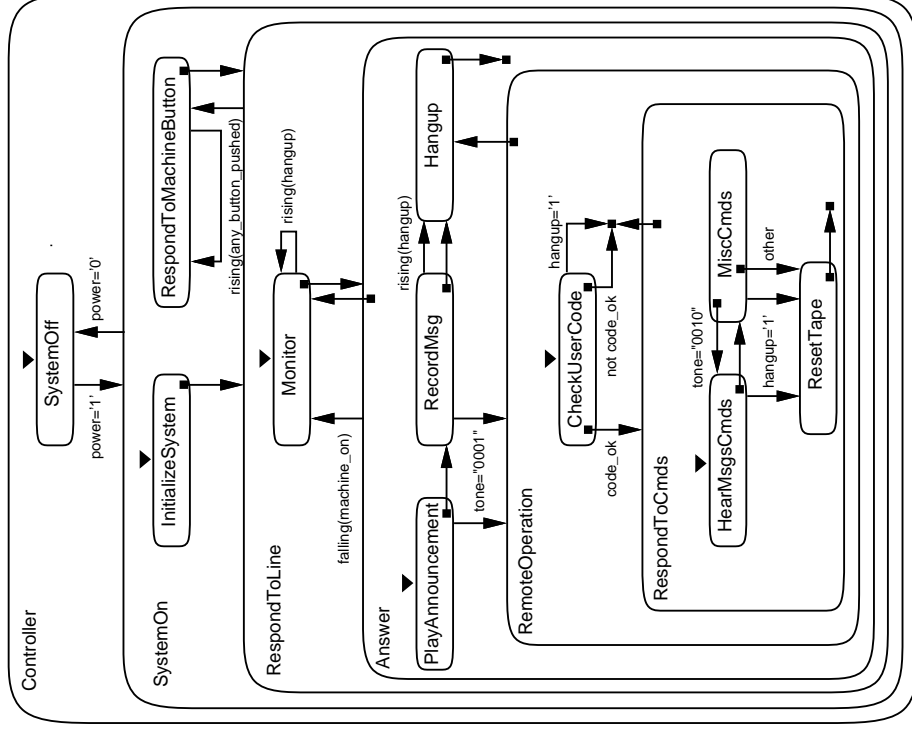 Controller
SystemOff
power='1'
power='0'
SystemOn
InitializeSystem
RespondToMachineButton
rising(any_button_pushed)
RespondToLine
Monitor
rising(hangup)
falling(machine_on)
Answer
PlayAnnouncement
RecordMsg
Hangup
rising(hangup)
tone="0001"
RemoteOperation
CheckUserCode
hangup='1'
code_ok
not code_ok
RespondToCmds
HearMsgsCmds
MiscCmds
tone="0010"
hangup='1'
other
ResetTape